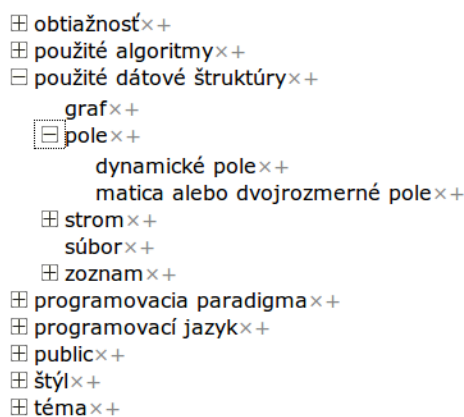 obtiažnosť×+
použité algoritmy×+
použité dátové štruktúry×+
graf×+
pole×+
dynamické pole×+
matica alebo dvojrozmerné pole×+
strom×+
súbor×+
zoznam×+
programovacia paradigma×+
programovací jazyk×+
public×+
štýl×+
téma×+